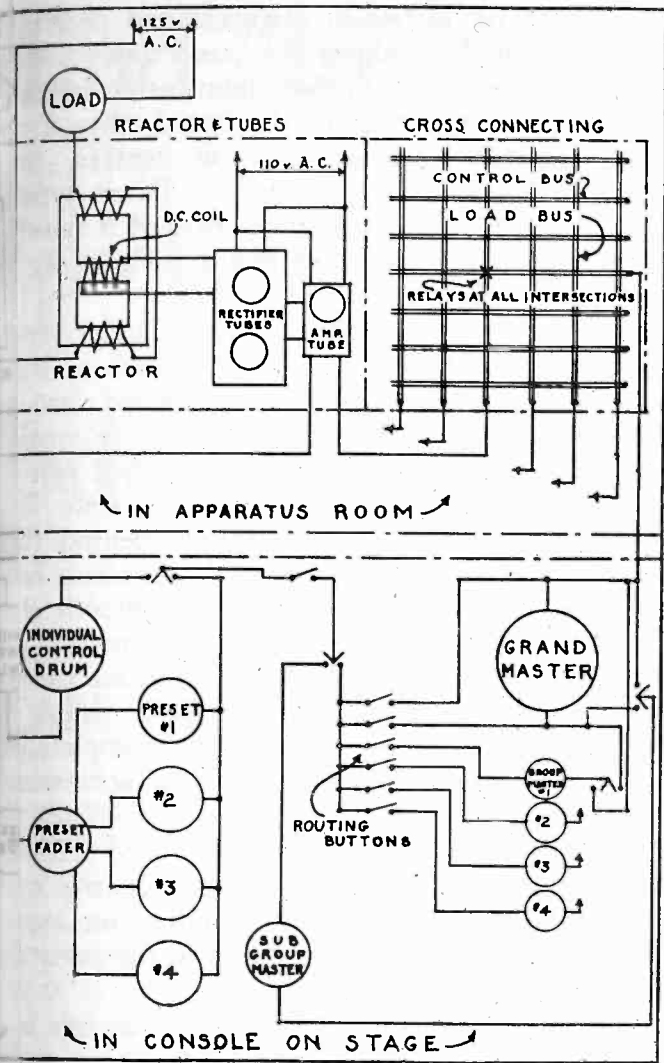 125 v
A.C.
LOAD
REACTOR & TUBES
CROSS CONNECTING
110 v. A.C.
CONTROL BUS
LOAD BUS
D.C. COIL
RECTIFIER
TUBES
AMP.
TUBE
RELAYS AT ALL INTERSECTIONS
REACTOR
IN APPARATUS ROOM
INDIVIDUAL
CONTROL
DRUM
GRAND
MASTER
PRESET
#1
GROUP
MASTER
#1
#2
#2
PRESET
FADER
ROUTING
BUTTONS
#3
#3
#4
SUB
GROUP
MASTER
#4
IN CONSOLE ON STAGE